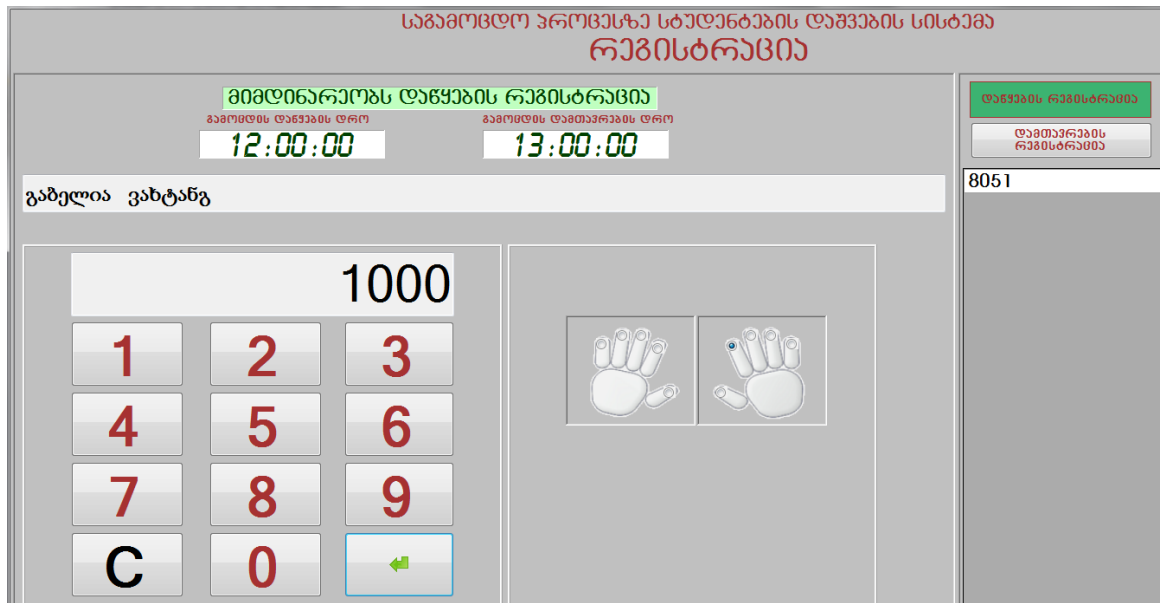 საგამოცდო პროცესზე სტუდენტების დაშვების სისტემა
რეგისტრაცია
მიმდინარეობს დაწყების რეგისტრაცია
გამოცდის დაწყების დრო
გამოცდის დამთავრების დრო
12:00:00
13:00:00
გაბელია ვახტანგ
დაწყების რეგისტრაცია
დამთავრების
რეგისტრაცია
8051
1000
1 2 3
4 5 6
7 8 9
C 0